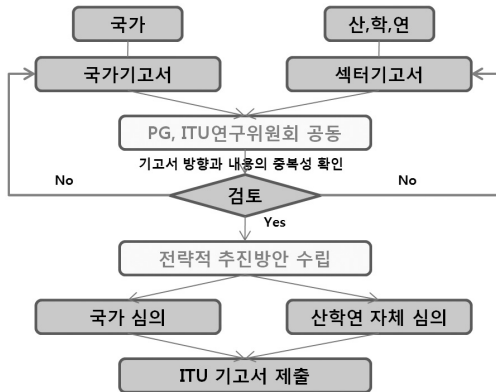 국가
산,학,연
국가기고서
섹터기고서
PG, ITU연구위원회 공동
기고서 방향과 내용의 중복성 확인
No
검토
No
Yes
전략적 추진방안 수립
국가 심의
산학연 자체 심의
ITU 기고서 제출